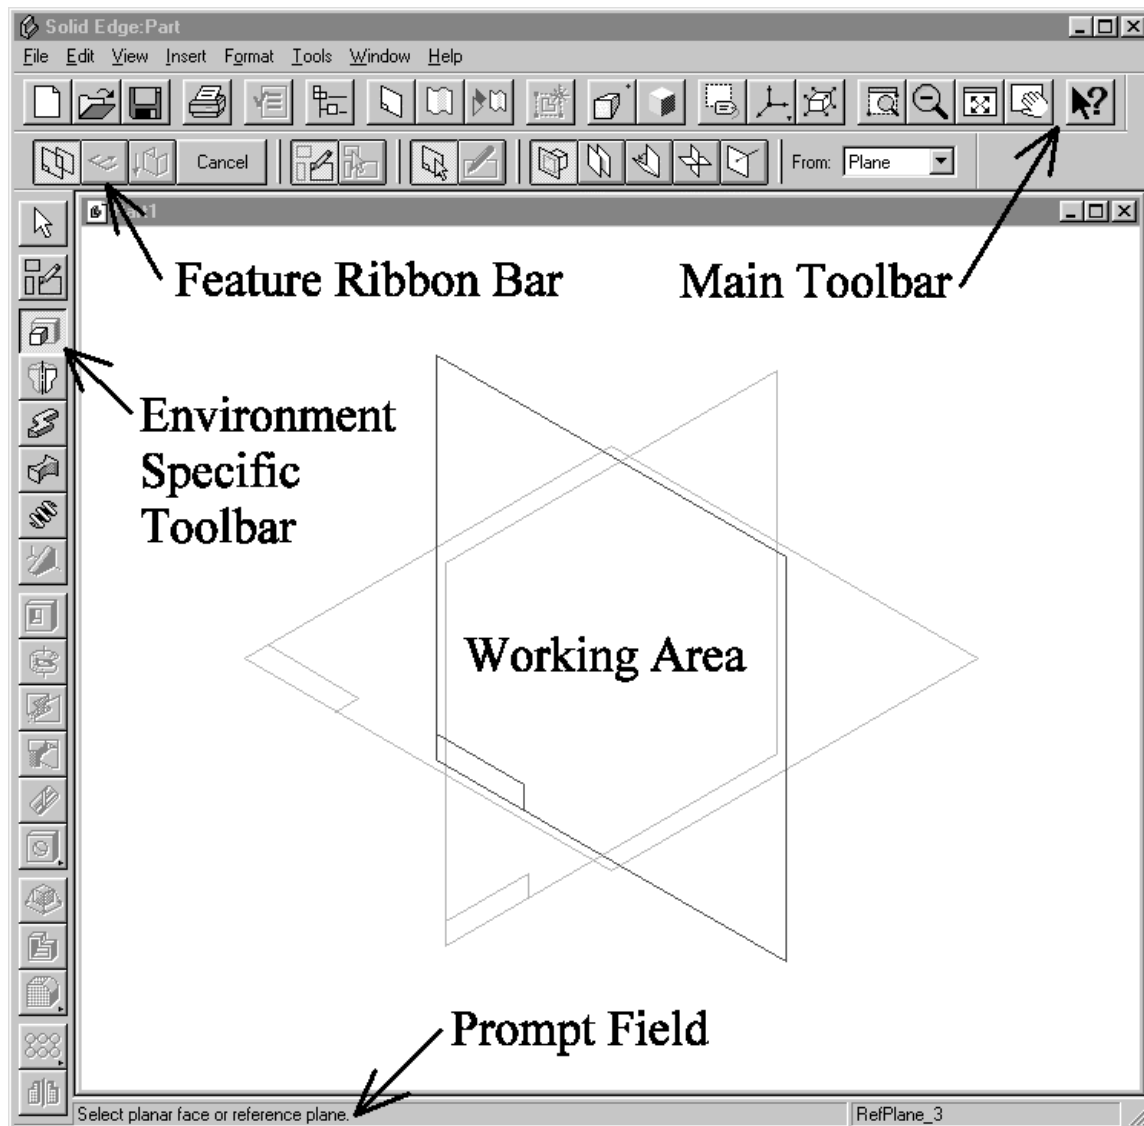 Solid Edge:Part
File Edit View Insert Format Tools Window Help
Cancel From: Plane
Part1
Feature Ribbon Bar
Main Toolbar
Environment
Specific
Toolbar
Working Area
Prompt Field
Select planar face or reference plane. RefPlane_3